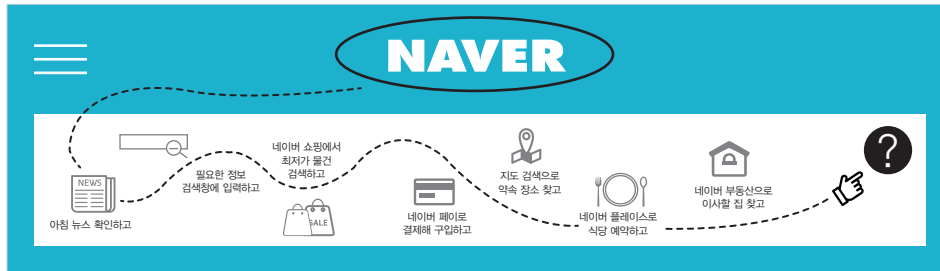 NAVER
NEWS
아침 뉴스 확인하고
필요한 정보
검색창에 입력하고
네이버 쇼핑에서
최저가 물건
검색하고
SALE
네이버 페이로
결제해 구입하고
지도 검색으로
약속 장소 찾고
네이버 플레이스로
식당 예약하고
네이버 부동산으로
이사할 집 찾고
?